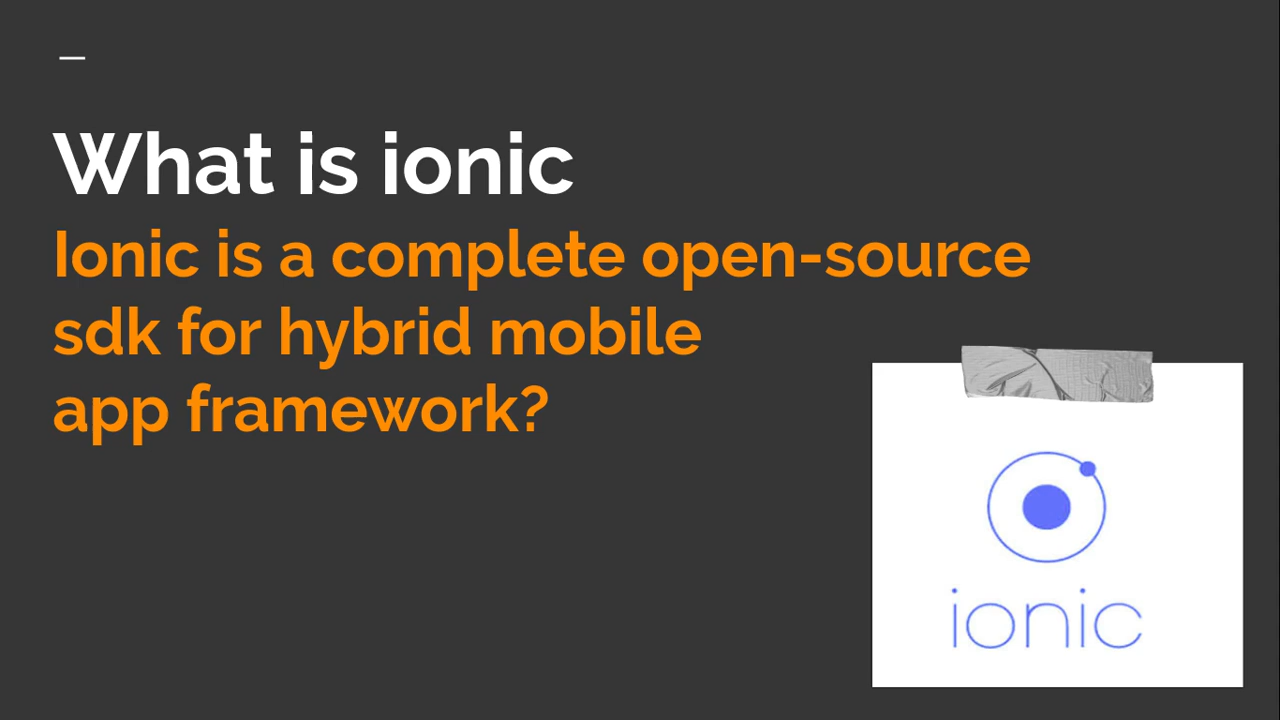 What is ionic
Ionic is a complete open-source
sdk for hybrid mobile
app framework?
ionic